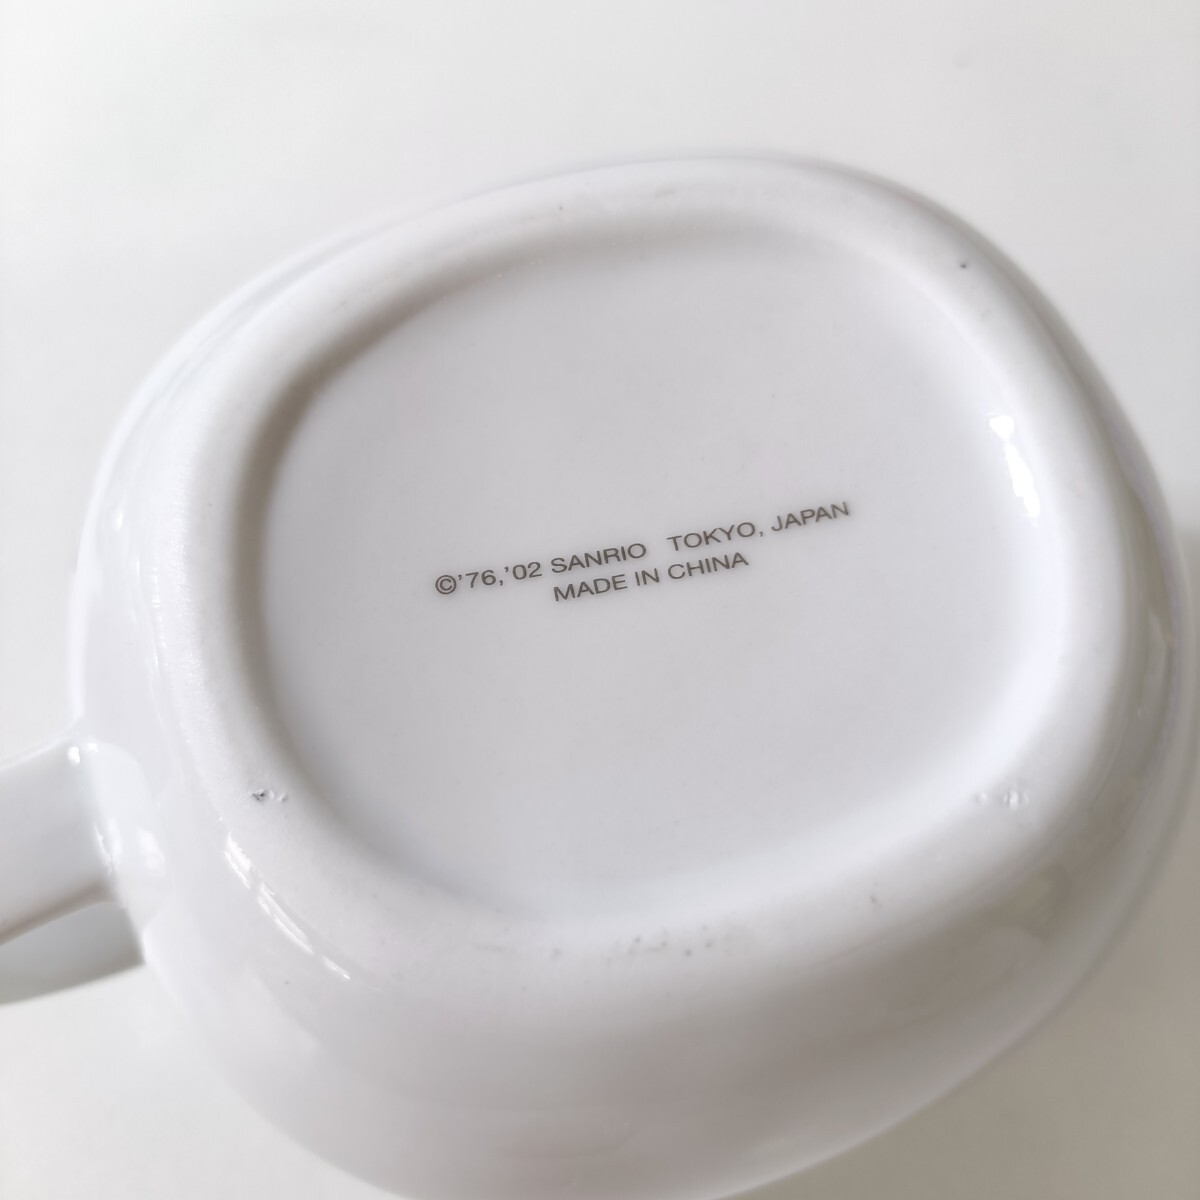 ©'76,'02 SANRIO TOKYO, JAPAN
MADE IN CHINA